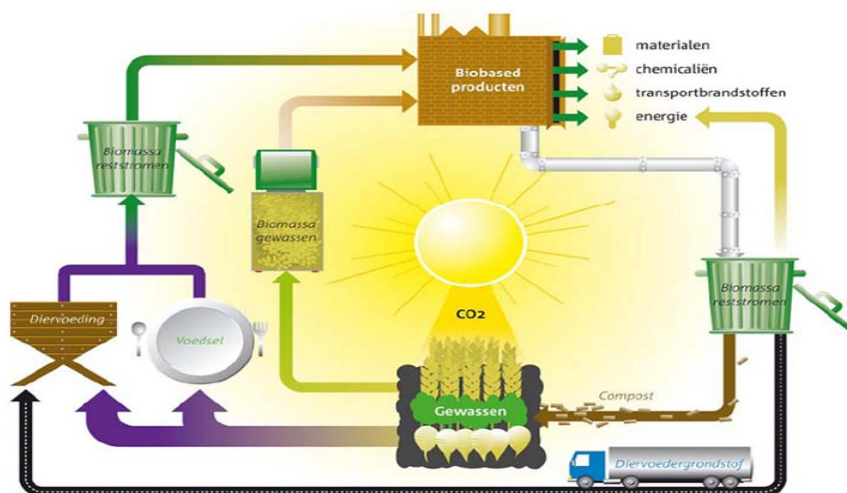 Biobased
producten
materialen
chemicaliën
transportbrandstoffen
energie
Biomassa
reststromen
Biomassa
gewassen
Biomassa
reststromen
Diervoeding
Voedsel
CO2
Gewassen
Compost
Diervoedergrondstof